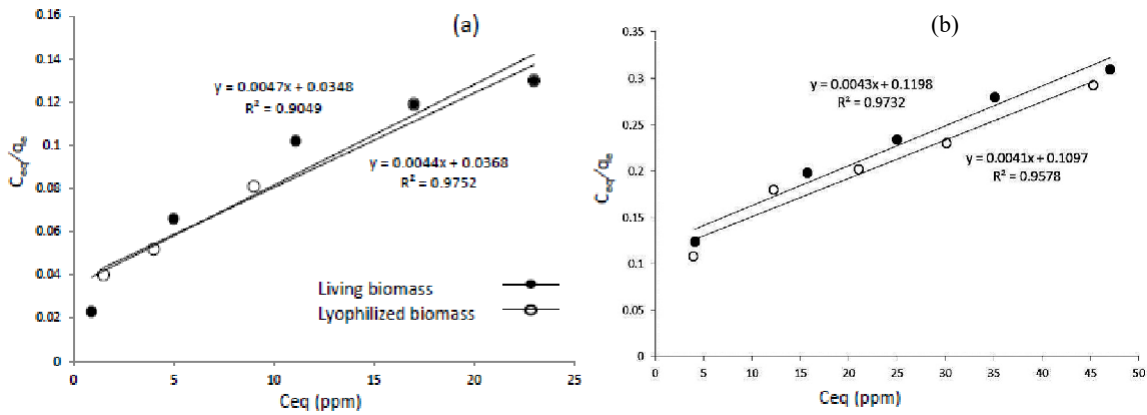 (a)
0.16
0.14
0.12
0.1
0.08
0.06
0.04
0.02
0
C_eq/q_e
y = 0.0047x + 0.0348
R² = 0.9049
y = 0.0044x + 0.0368
R² = 0.9752
Living biomass
Lyophilized biomass
0 5 10 15 20 25
Ceq (ppm)
(b)
0.35
0.3
0.25
0.2
0.15
0.1
0.05
0
C_eq/q_e
y = 0.0043x + 0.1198
R² = 0.9732
y = 0.0041x + 0.1097
R² = 0.9578
0 5 10 15 20 25 30 35 40 45 50
Ceq (ppm)